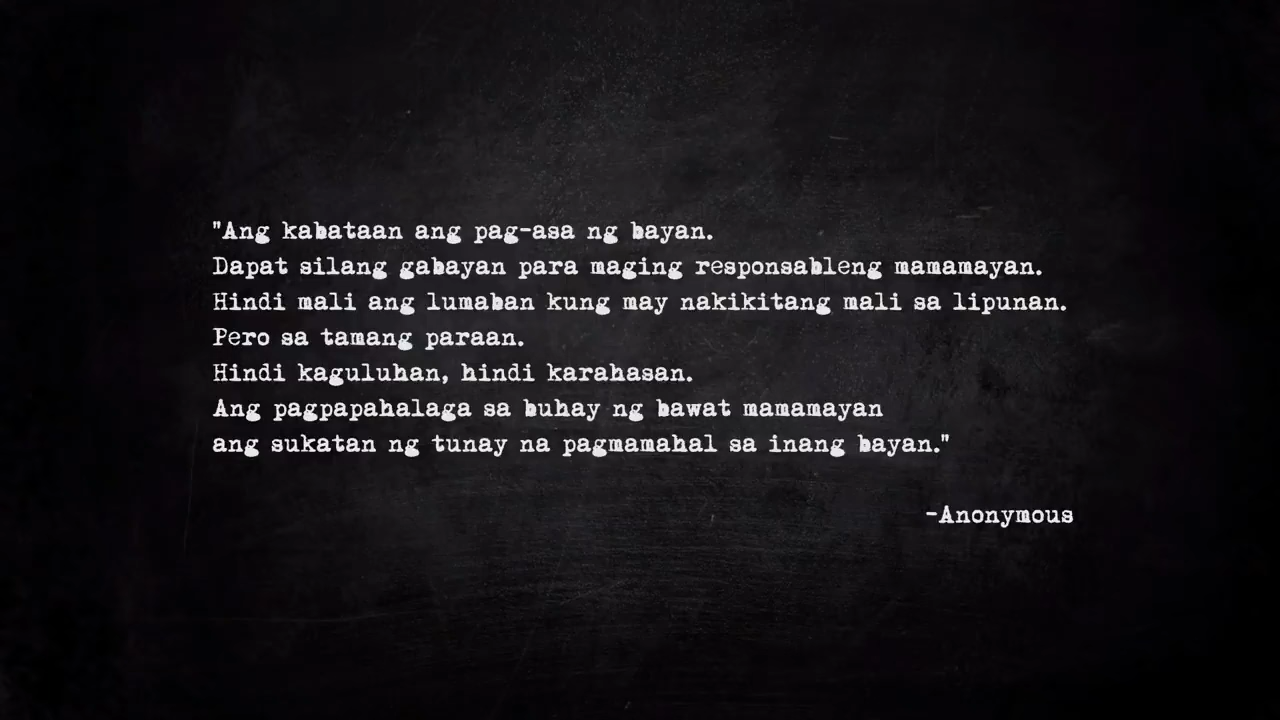 "Ang kabataan ang pag-asa ng bayan.
Dapat silang gabayan para maging responsableng mamamayan.
Hindi mali ang lumaban kung may nakikitang mali sa lipunan.
Pero sa tamang paraan.
Hindi kaguluhan, hindi karahasan.
Ang pagpapahalaga sa buhay ng bawat mamamayan
ang sukatan ng tunay na pagmamahal sa inang bayan."
-Anonymous